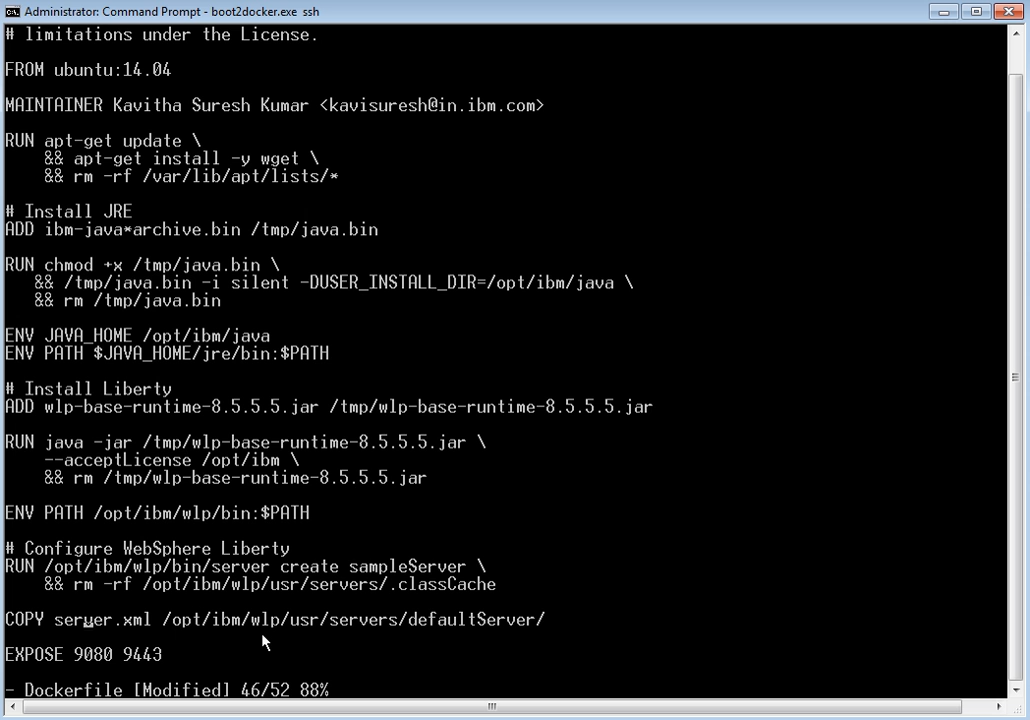 Administrator: Command Prompt - boot2docker.exe ssh
# limitations under the License.
FROM ubuntu:14.04
MAINTAINER Kavitha Suresh Kumar <kavisuresh@in.ibm.com>
RUN apt-get update \
    && apt-get install -y wget \
    && rm -rf /var/lib/apt/lists/*
# Install JRE
ADD ibm-java*archive.bin /tmp/java.bin
RUN chmod +x /tmp/java.bin \
   && /tmp/java.bin -i silent -DUSER_INSTALL_DIR=/opt/ibm/java \
   && rm /tmp/java.bin
ENV JAVA_HOME /opt/ibm/java
ENV PATH $JAVA_HOME/jre/bin:$PATH
# Install Liberty
ADD wlp-base-runtime-8.5.5.5.jar /tmp/wlp-base-runtime-8.5.5.5.jar
RUN java -jar /tmp/wlp-base-runtime-8.5.5.5.jar \
    --acceptLicense /opt/ibm \
    && rm /tmp/wlp-base-runtime-8.5.5.5.jar
ENV PATH /opt/ibm/wlp/bin:$PATH
# Configure WebSphere Liberty
RUN /opt/ibm/wlp/bin/server create sampleServer \
    && rm -rf /opt/ibm/wlp/usr/servers/.classCache
COPY server.xml /opt/ibm/wlp/usr/servers/defaultServer/
EXPOSE 9080 9443
- Dockerfile [Modified] 46/52 88%